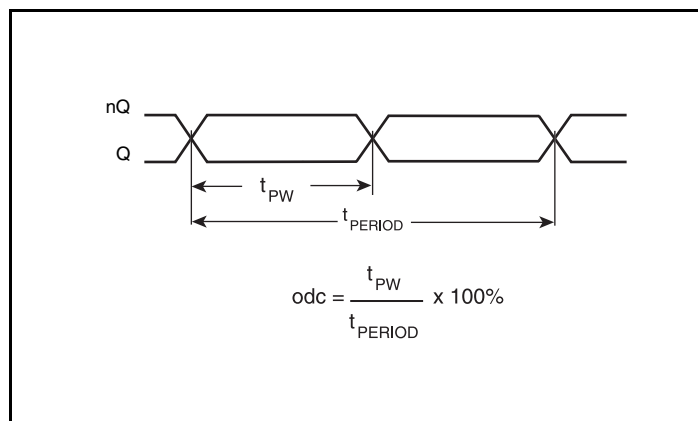 nQ
Q
tPW
tPERIOD
odc = tPW / tPERIOD x 100%